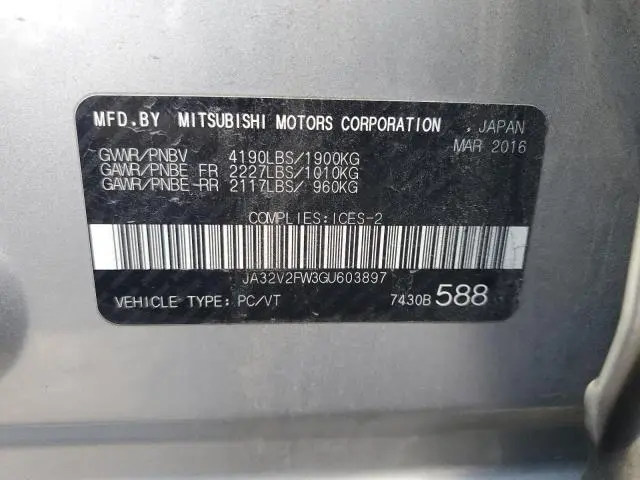 MFD.BY MITSUBISHI MOTORS CORPORATION , JAPAN
MAR 2016
GVWR/PNBV 4190LBS/1900KG
GAWR/PNBE FR 2227LBS/1010KG
GAWR/PNBE-RR 2117LBS/ 960KG
COMPLIES:ICES-2
JA32V2FW3GU603897
VEHICLE TYPE: PC/VT 7430B 588